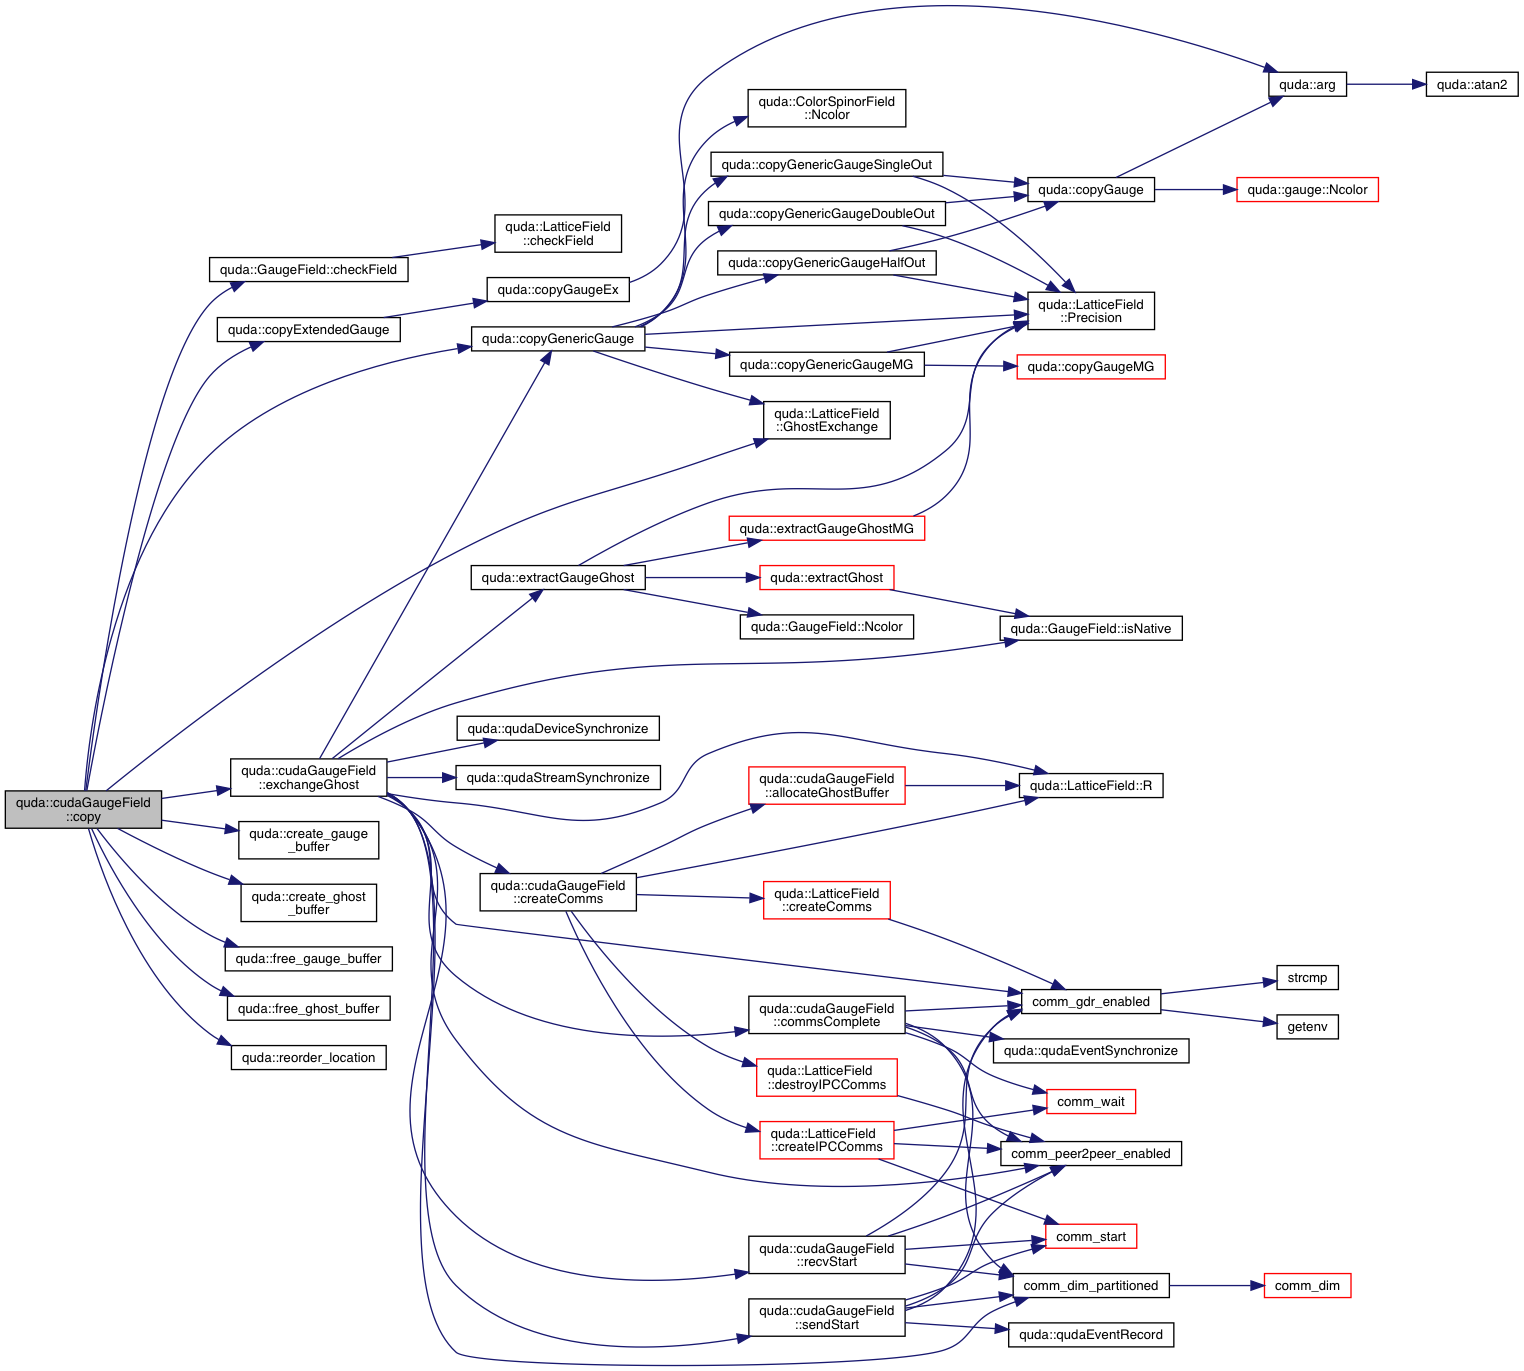 quda::cudaGaugeField
::copy
quda::GaugeField::checkField
quda::LatticeField
::checkField
quda::copyExtendedGauge
quda::copyGaugeEx
quda::arg
quda::atan2
quda::ColorSpinorField
::Ncolor
quda::copyGenericGauge
quda::copyGenericGaugeSingleOut
quda::copyGenericGaugeDoubleOut
quda::copyGenericGaugeHalfOut
quda::copyGauge
quda::gauge::Ncolor
quda::LatticeField
::Precision
quda::copyGenericGaugeMG
quda::copyGaugeMG
quda::LatticeField
::GhostExchange
quda::extractGaugeGhost
quda::extractGaugeGhostMG
quda::extractGhost
quda::GaugeField::Ncolor
quda::GaugeField::isNative
quda::cudaGaugeField
::exchangeGhost
quda::qudaDeviceSynchronize
quda::qudaStreamSynchronize
quda::cudaGaugeField
::allocateGhostBuffer
quda::LatticeField::R
quda::cudaGaugeField
::createComms
quda::LatticeField
::createComms
quda::create_gauge
_buffer
quda::create_ghost
_buffer
quda::free_gauge_buffer
quda::free_ghost_buffer
quda::reorder_location
comm_gdr_enabled
strcmp
getenv
quda::cudaGaugeField
::commsComplete
quda::qudaEventSynchronize
quda::LatticeField
::destroyIPCComms
comm_wait
quda::LatticeField
::createIPCComms
comm_peer2peer_enabled
quda::cudaGaugeField
::recvStart
comm_start
comm_dim_partitioned
comm_dim
quda::cudaGaugeField
::sendStart
quda::qudaEventRecord